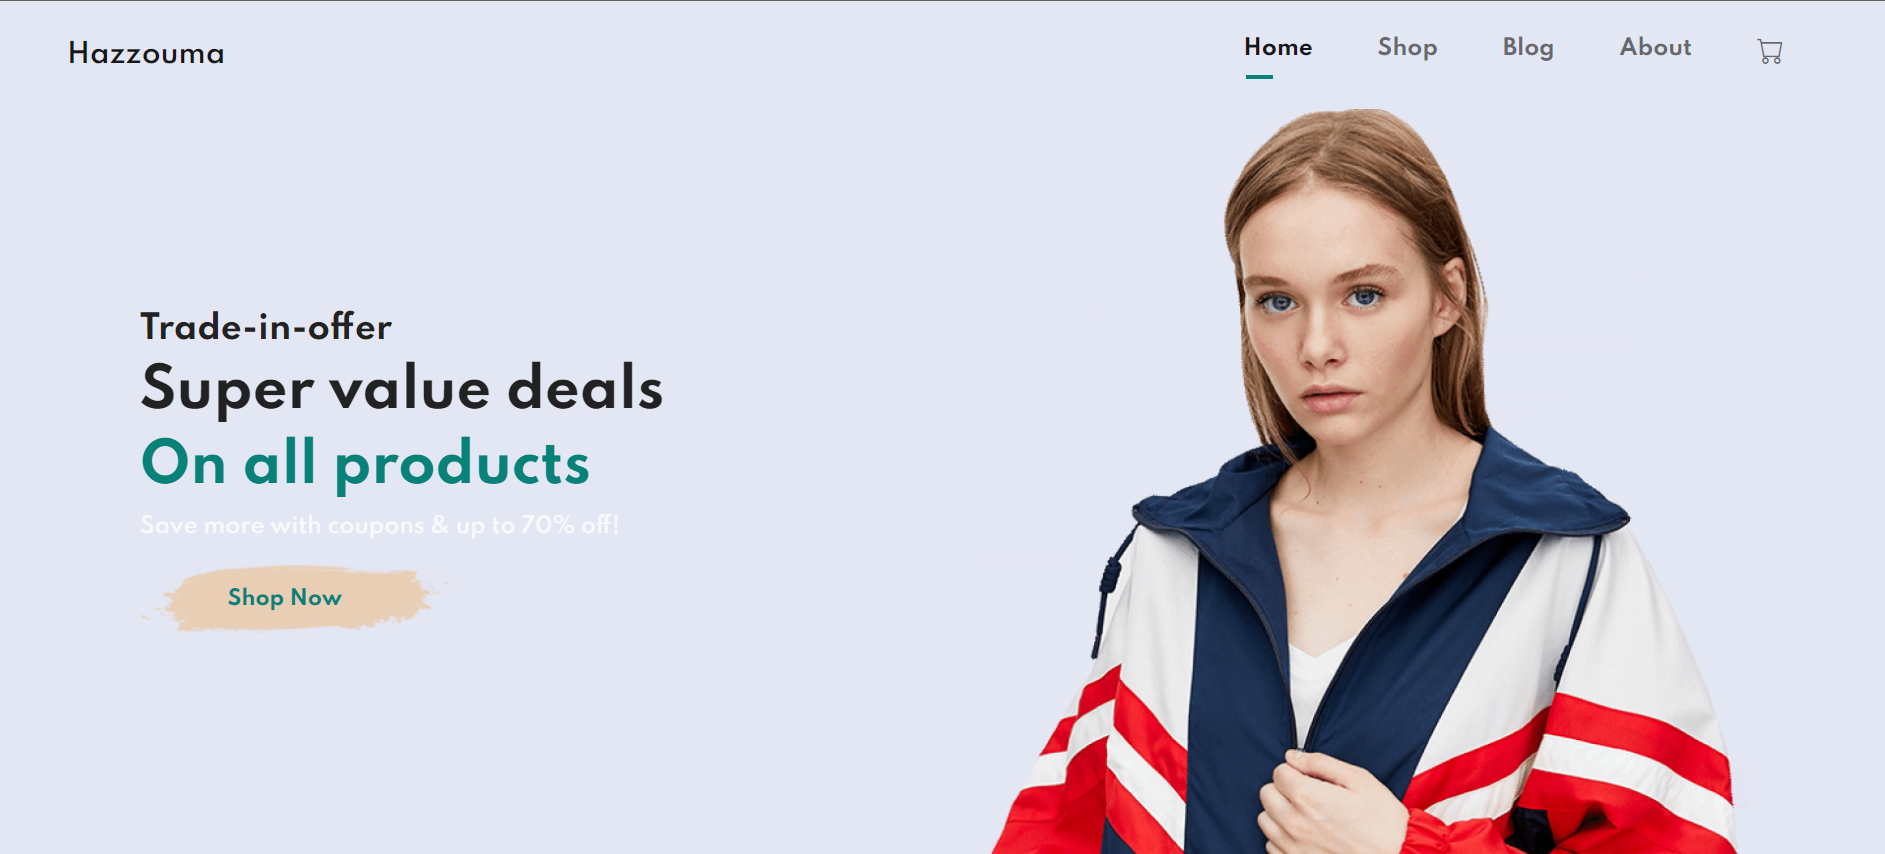 Hazzouma
Home Shop Blog About
Trade-in-offer
Super value deals
On all products
Save more with coupons & up to 70% off!
Shop Now